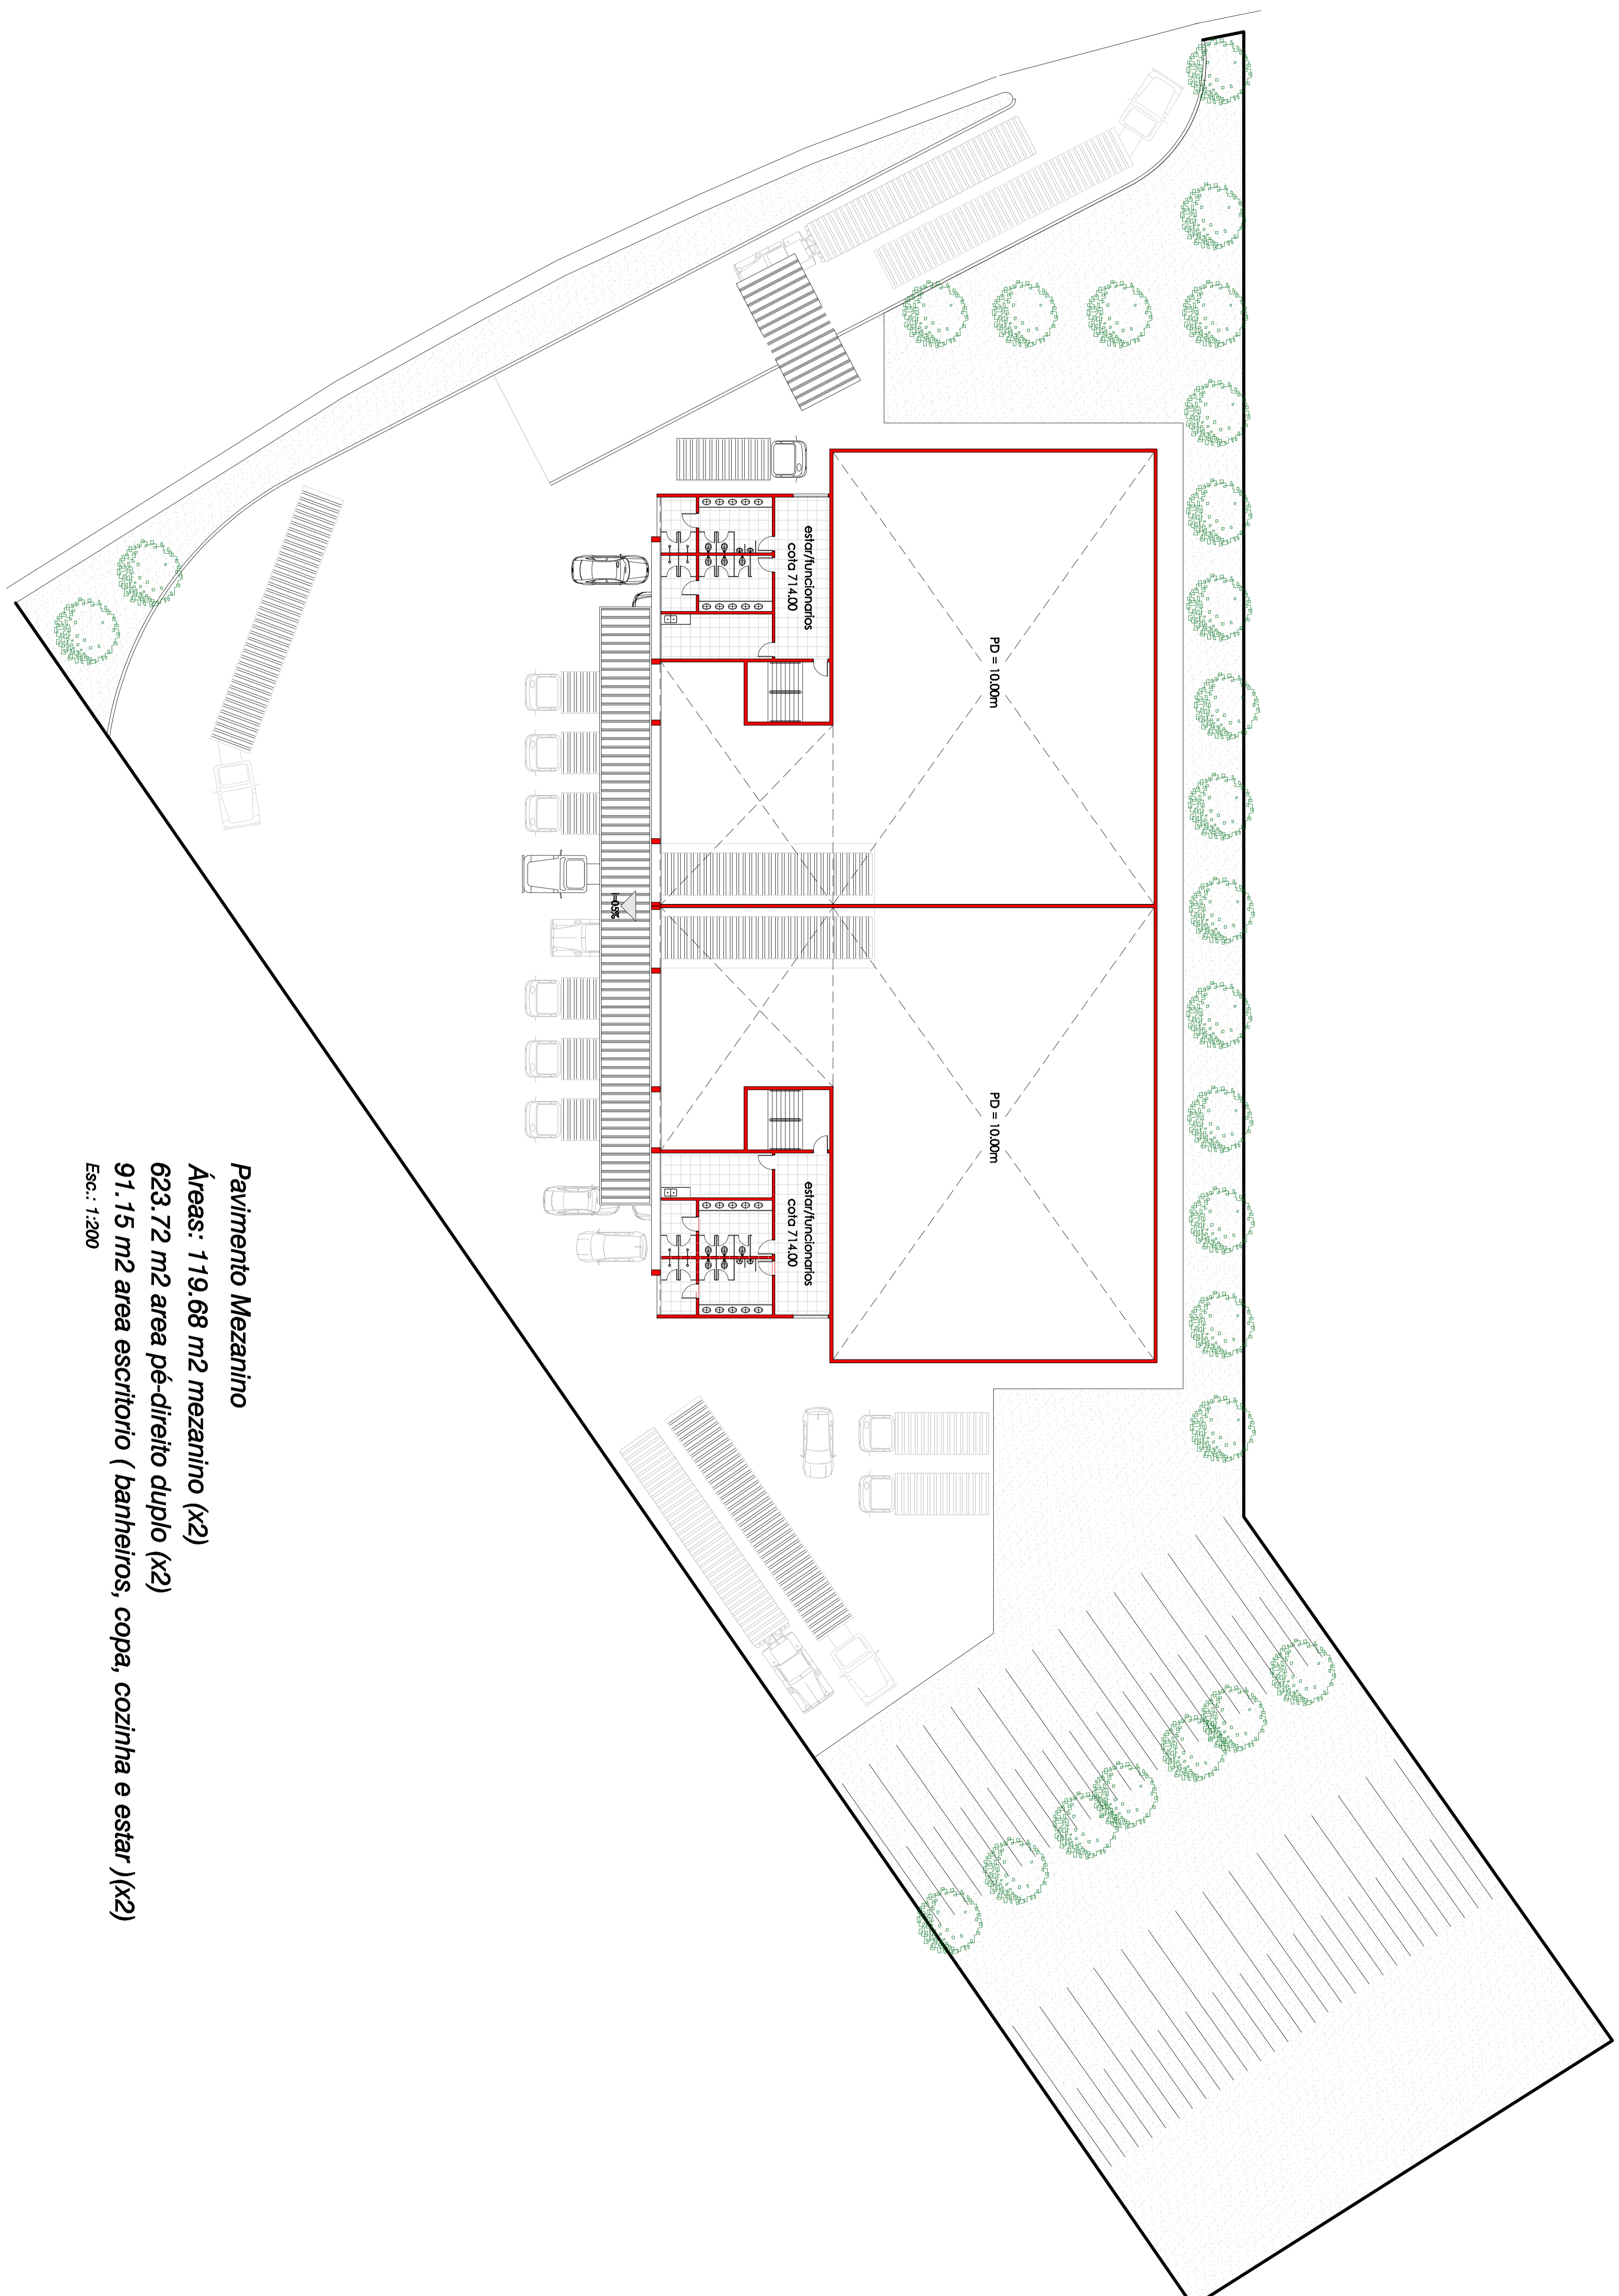 PD = 10.00m
estar/funcionarios
cota 714.00
i=05%
PD = 10.00m
estar/funcionarios
cota 714.00
Pavimento Mezanino
Áreas: 119.68 m2 mezanino (x2)
623.72 m2 area pé-direito duplo (x2)
91.15 m2 area escritorio ( banheiros, copa, cozinha e estar )(x2)
Esc.: 1:200